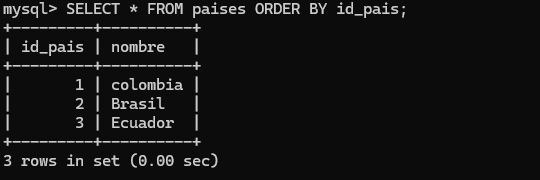 mysql> SELECT * FROM paises ORDER BY id_pais;
+---------+----------+
| id_pais | nombre   |
+---------+----------+
|       1 | colombia |
|       2 | Brasil   |
|       3 | Ecuador  |
+---------+----------+
3 rows in set (0.00 sec)